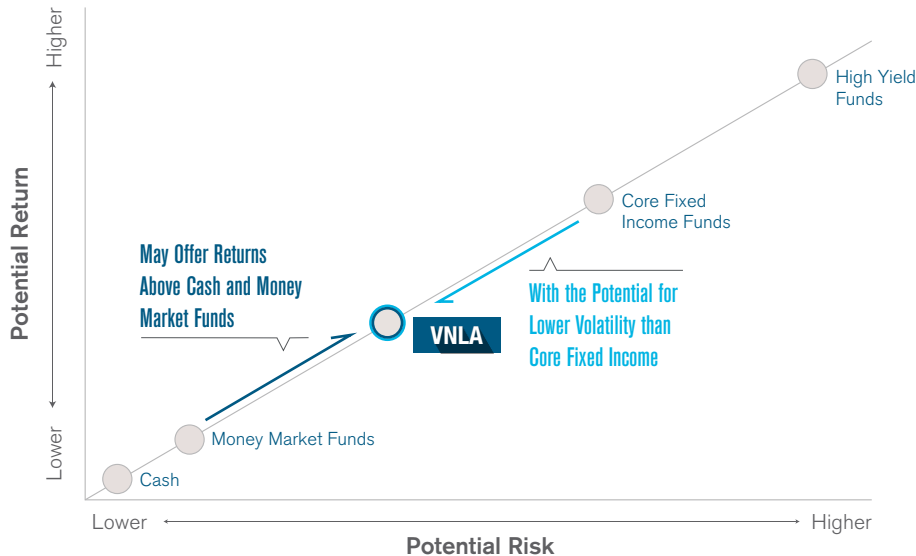 Higher
Potential Return
Lower
High Yield
Funds
Core Fixed
Income Funds
May Offer Returns
Above Cash and Money
Market Funds
With the Potential for
Lower Volatility than
Core Fixed Income
VNLA
Money Market Funds
Cash
Lower
Higher
Potential Risk